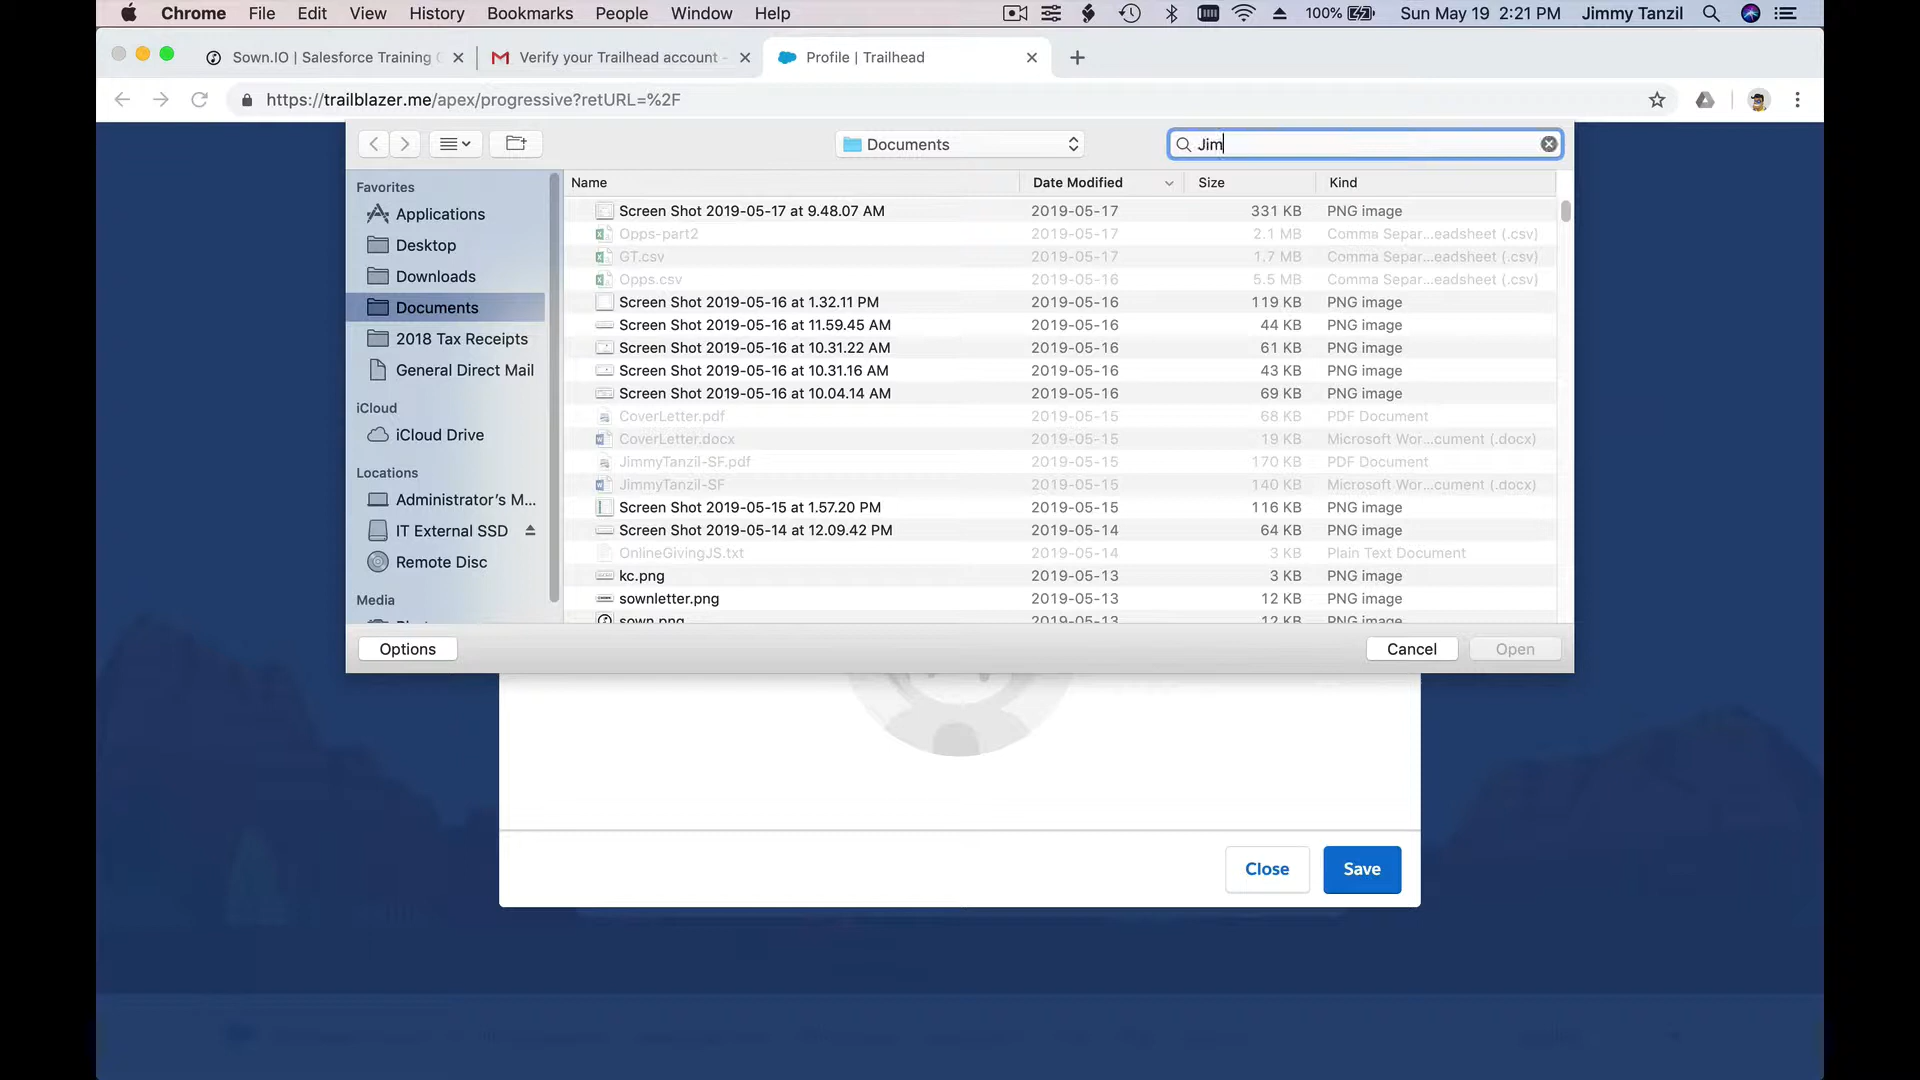 Chrome File Edit View History Bookmarks People Window Help 100% Sun May 19 2:21 PM Jimmy Tanzil
Sown.IO | Salesforce Training Verify your Trailhead account - Profile | Trailhead
https://trailblazer.me/apex/progressive?retURL=%2F
Documents Jim
Favorites
Applications
Desktop
Downloads
Documents
2018 Tax Receipts
General Direct Mail
iCloud
iCloud Drive
Locations
Administrator's M...
IT External SSD
Remote Disc
Media
Name Date Modified Size Kind
Screen Shot 2019-05-17 at 9.48.07 AM 2019-05-17 331 KB PNG image
Opps-part2 2019-05-17 2.1 MB Comma Separ...eadsheet (.csv)
GT.csv 2019-05-17 1.7 MB Comma Separ...eadsheet (.csv)
Opps.csv 2019-05-16 5.5 MB Comma Separ...eadsheet (.csv)
Screen Shot 2019-05-16 at 1.32.11 PM 2019-05-16 119 KB PNG image
Screen Shot 2019-05-16 at 11.59.45 AM 2019-05-16 44 KB PNG image
Screen Shot 2019-05-16 at 10.31.22 AM 2019-05-16 61 KB PNG image
Screen Shot 2019-05-16 at 10.31.16 AM 2019-05-16 43 KB PNG image
Screen Shot 2019-05-16 at 10.04.14 AM 2019-05-16 69 KB PNG image
CoverLetter.pdf 2019-05-15 68 KB PDF Document
CoverLetter.docx 2019-05-15 19 KB Microsoft Wor...cument (.docx)
JimmyTanzil-SF.pdf 2019-05-15 170 KB PDF Document
JimmyTanzil-SF 2019-05-15 140 KB Microsoft Wor...cument (.docx)
Screen Shot 2019-05-15 at 1.57.20 PM 2019-05-15 116 KB PNG image
Screen Shot 2019-05-14 at 12.09.42 PM 2019-05-14 64 KB PNG image
OnlineGivingJS.txt 2019-05-14 3 KB Plain Text Document
kc.png 2019-05-13 3 KB PNG image
sownletter.png 2019-05-13 12 KB PNG image
sown.png 2019-05-13 12 KB PNG image
Options Cancel Open
Close Save